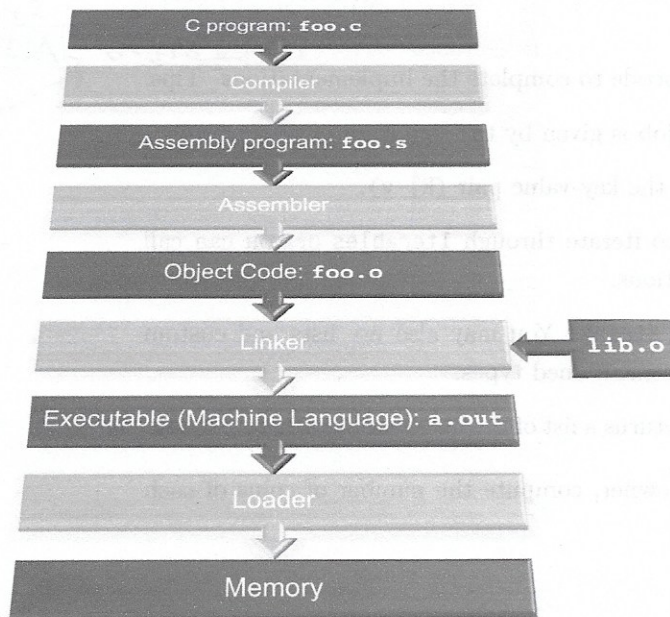 C program: foo.c
Compiler
Assembly program: foo.s
Assembler
Object Code: foo.o
Linker
lib.o
Executable (Machine Language): a.out
Loader
Memory